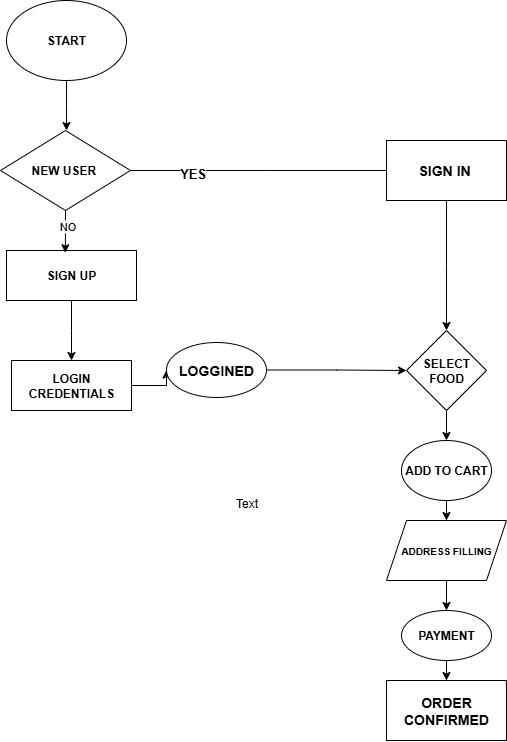 START
NEW USER
YES
SIGN IN
NO
SIGN UP
LOGIN
CREDENTIALS
LOGGINED
SELECT
FOOD
ADD TO CART
Text
ADDRESS FILLING
PAYMENT
ORDER
CONFIRMED